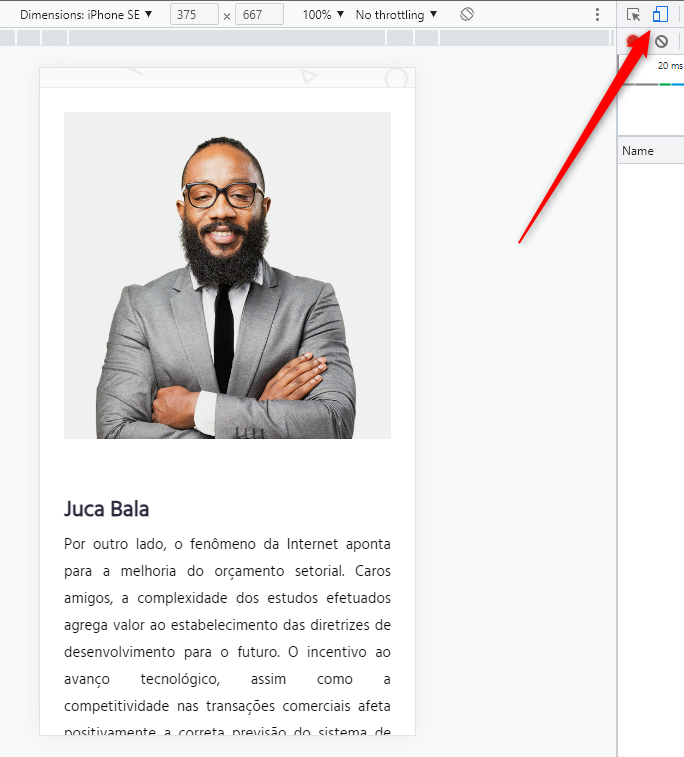 Dimensions: iPhone SE ▼ 375 × 667 100% ▼ No throttling ▼
20 ms
Name
Juca Bala
Por outro lado, o fenômeno da Internet aponta
para a melhoria do orçamento setorial. Caros
amigos, a complexidade dos estudos efetuados
agrega valor ao estabelecimento das diretrizes de
desenvolvimento para o futuro. O incentivo ao
avanço tecnológico, assim como a
competitividade nas transações comerciais afeta
positivamente a correta previsão do sistema de